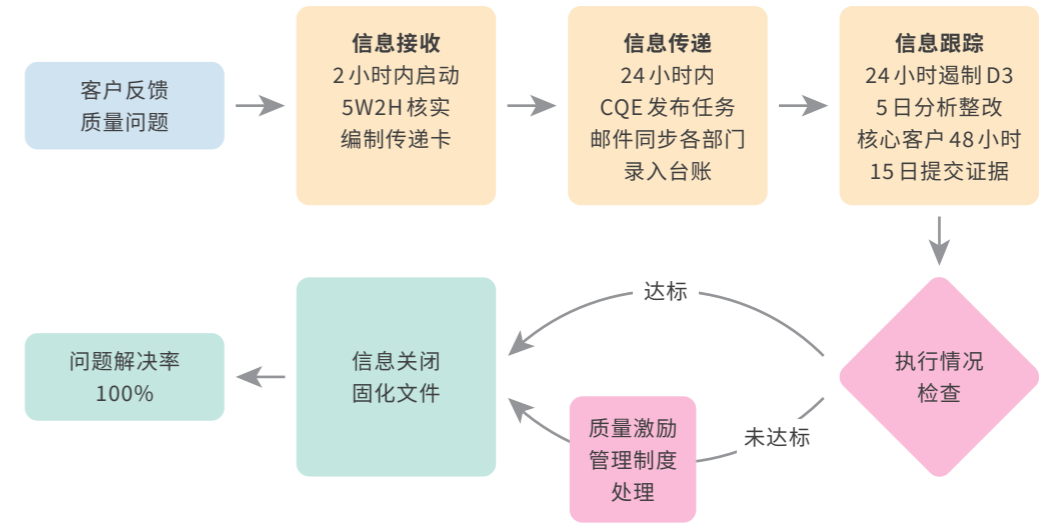 客户反馈
质量问题
信息接收
2小时内启动
5W2H核实
编制传递卡
信息传递
24小时内
CQE发布任务
邮件同步各部门
录入台账
信息跟踪
24小时遏制D3
5日分析整改
核心客户48小时
15日提交证据
执行情况
检查
达标
未达标
质量激励
管理制度
处理
信息关闭
固化文件
问题解决率
100%